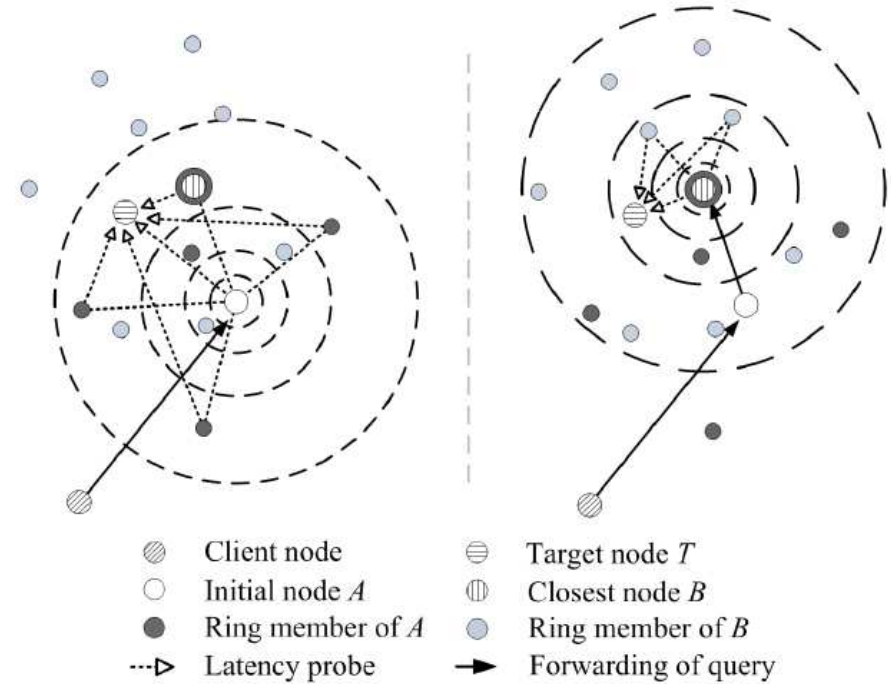 Client node Target node T
Initial node A Closest node B
Ring member of A Ring member of B
Latency probe Forwarding of query